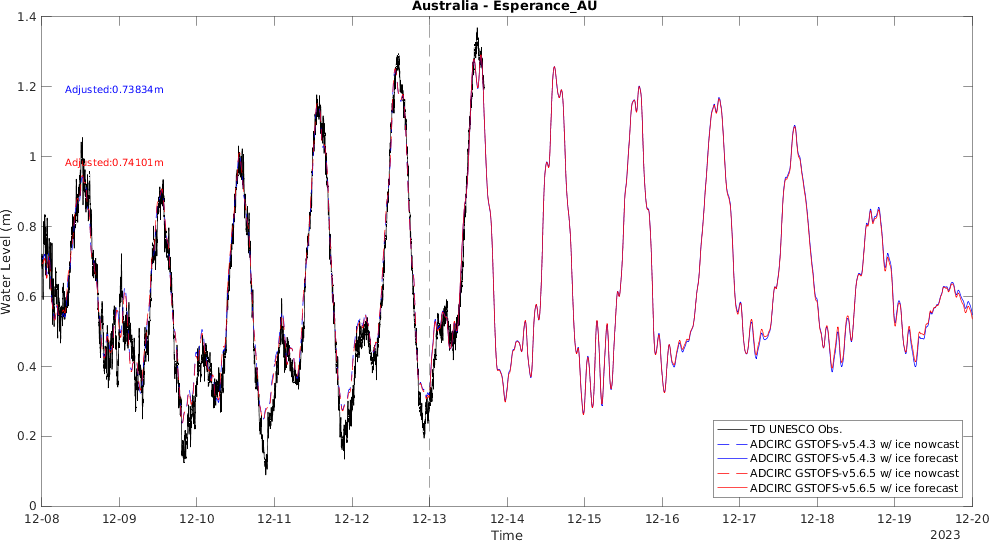 Australia - Esperance_AU
1.4
1.2
1
0.8
0.6
0.4
0.2
0
Water Level (m)
Adjusted:0.73834m
Adjusted:0.74101m
TD UNESCO Obs.
ADCIRC GSTOFS-v5.4.3 w/ ice nowcast
ADCIRC GSTOFS-v5.4.3 w/ ice forecast
ADCIRC GSTOFS-v5.6.5 w/ ice nowcast
ADCIRC GSTOFS-v5.6.5 w/ ice forecast
12-08 12-09 12-10 12-11 12-12 12-13 12-14 12-15 12-16 12-17 12-18 12-19 12-20
Time
2023